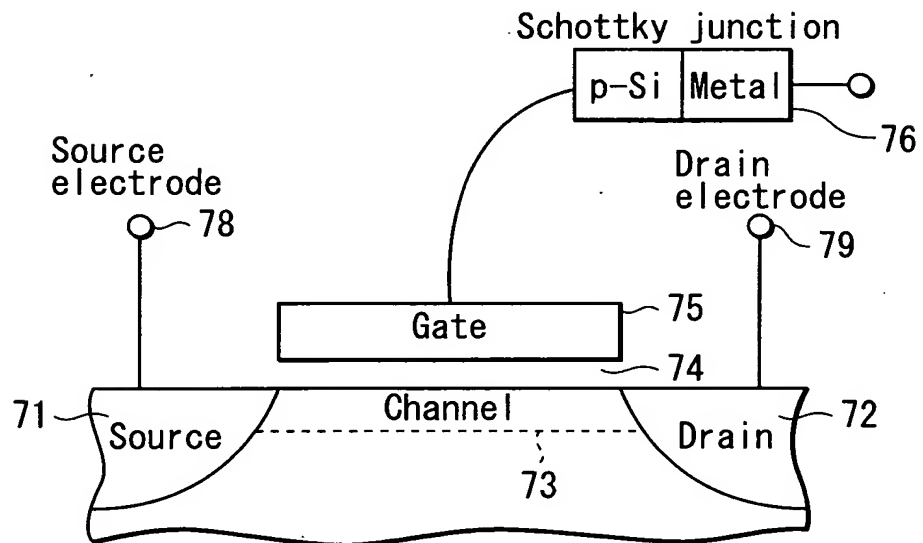 Schottky junction
p-Si Metal
76
Source
electrode
78
Drain
electrode
79
Gate
75
74
71
Source
Channel
Drain
72
73